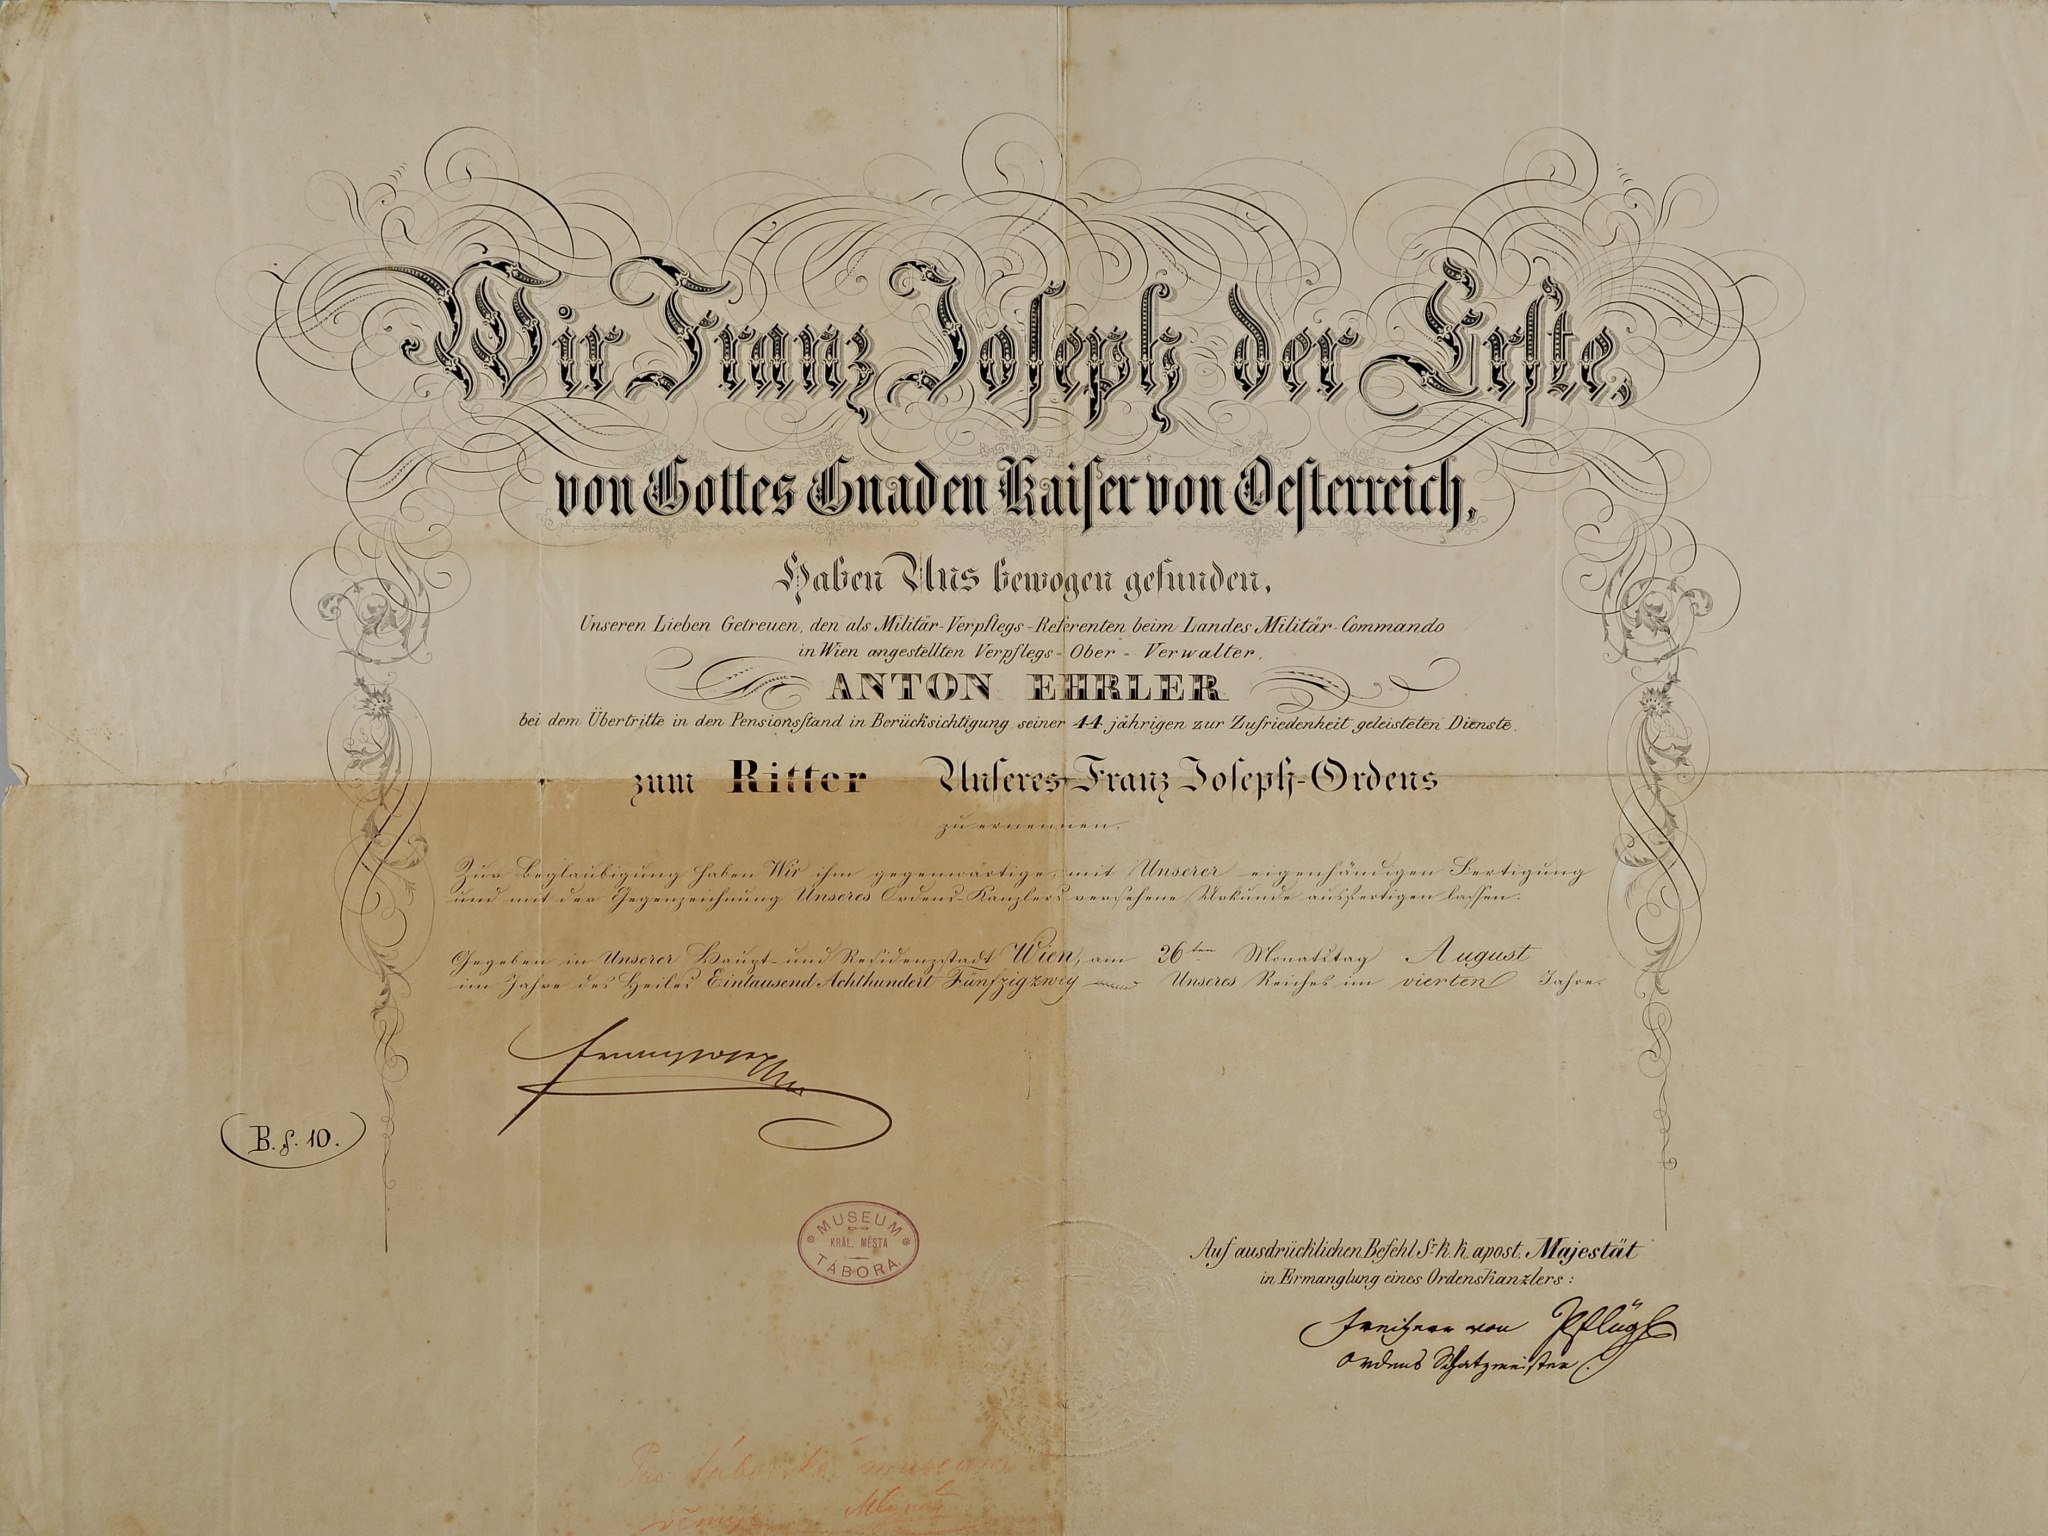 Wir Franz Joseph der Erste,
von Gottes Gnaden Kaiser von Oesterreich,
Haben Uns bewogen gefunden,
Unseren Lieben Getreuen, den als Militär-Verpflegs-Referenten beim Landes Militär-Commando
in Wien angestellten Verpflegs-Ober-Verwalter,
ANTON EHRLER
bei dem Übertritte in den Pensionsstand in Berücksichtigung seiner 44 jährigen zur Zufriedenheit geleisteten Dienste.
zum Ritter Unseres Franz Joseph-Ordens
zu ernennen.
Zur Beglaubigung haben Wir ihm gegenwärtige, mit Unserer eigenhändigen Fertigung
und mit der Gegenzeichnung Unseres Ordens-Kanzlers versehene Urkunde ausfertigen lassen.
Gegeben in Unserer Haupt- und Residenzstadt Wien, am 26ten Monatstag August
im Jahre des Heiles Eintausend Achthundert Fünfzigzwey Unseres Reiches im vierten Jahre.
Franz Joseph
B. f. 10.
MUSEUM
KRÁL. MĚSTA
TÁBORA
Auf ausdrücklichen Befehl Sr. k. k. apost. Majestät
in Ermanglung eines Ordenskanzlers:
Freiherr von Pflügl
Ordens Schatzmeister
Pro táborské museum